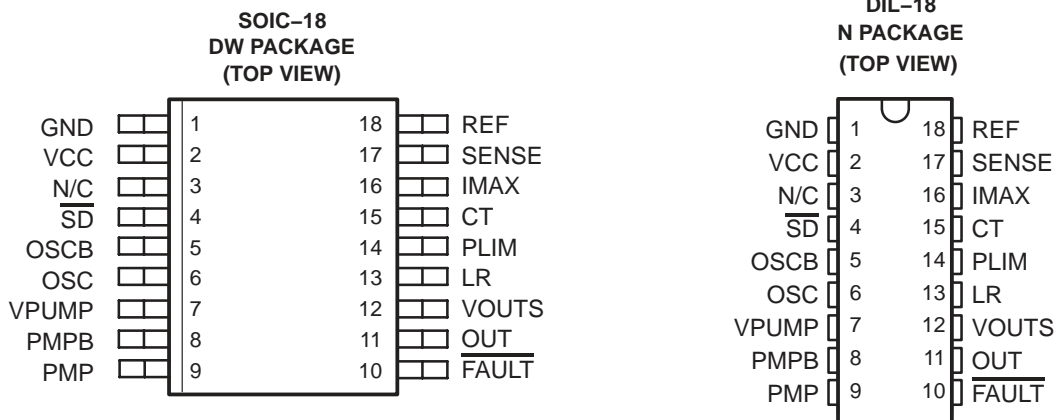 SOIC–18
DW PACKAGE
(TOP VIEW)
GND 1 18 REF
VCC 2 17 SENSE
N/C 3 16 IMAX
SD 4 15 CT
OSCB 5 14 PLIM
OSC 6 13 LR
VPUMP 7 12 VOUTS
PMPB 8 11 OUT
PMP 9 10 FAULT
DIL–18
N PACKAGE
(TOP VIEW)
GND 1 18 REF
VCC 2 17 SENSE
N/C 3 16 IMAX
SD 4 15 CT
OSCB 5 14 PLIM
OSC 6 13 LR
VPUMP 7 12 VOUTS
PMPB 8 11 OUT
PMP 9 10 FAULT